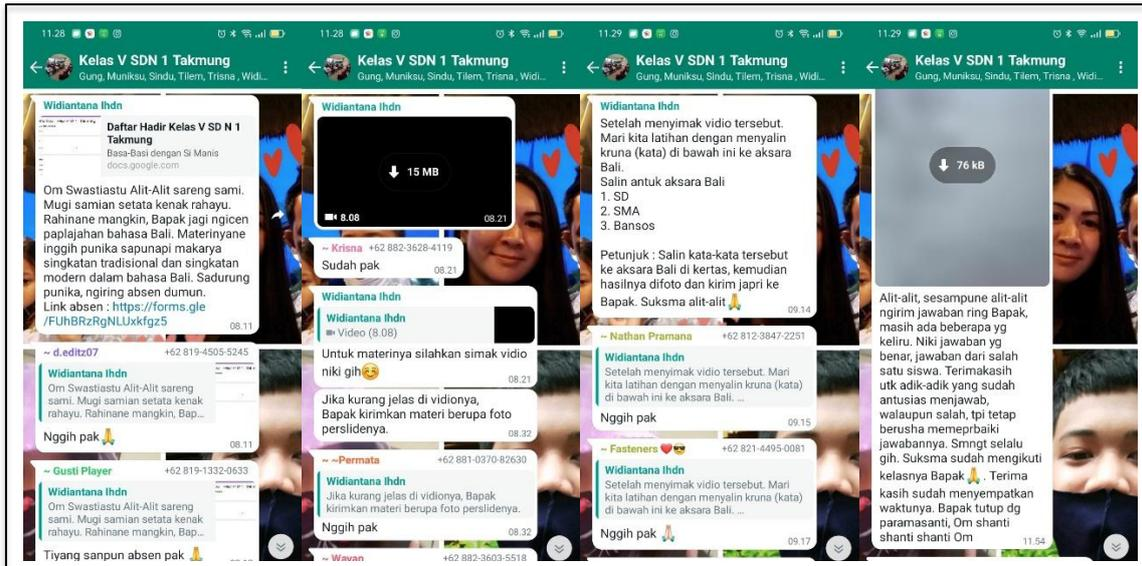 11.28
Kelas V SDN 1 Takmung
Gung, Muniksu, Sindu, Tilem, Trisna , Widi...
Widiantana Ihdn
Daftar Hadir Kelas V SD N 1
Takmung
Basa-Basi dengan Si Manis
docs.google.com
Om Swastiastu Alit-Alit sareng sami.
Mugi samian setata kenak rahayu.
Rahinane mangkin, Bapak jagi ngicen
paplajahan bahasa Bali. Materinyane
inggih punika sapunapi makarya
singkatan tradisional dan singkatan
modern dalam bahasa Bali. Sadurung
punika, ngiring absen dumun.
Link absen : https://forms.gle
/FUhBRzRgNLUxkfgz5
08.11
~ d.editz07 +62 819-4505-5245
Widiantana Ihdn
Om Swastiastu Alit-Alit sareng
sami. Mugi samian setata kenak
rahayu. Rahinane mangkin, Bap...
Nggih pak🙏
08.11
~ Gusti Player +62 819-1332-0633
Widiantana Ihdn
Om Swastiastu Alit-Alit sareng
sami. Mugi samian setata kenak
rahayu. Rahinane mangkin, Bap...
Tiyang sanpun absen pak 🙏
11.28
Kelas V SDN 1 Takmung
Gung, Muniksu, Sindu, Tilem, Trisna , Widi...
Widiantana Ihdn
15 MB
8.08 08.21
~ Krisna +62 882-3628-4119
Sudah pak
08.21
Widiantana Ihdn
Widiantana Ihdn
Video (8.08)
Untuk materinya silahkan simak vidio
niki gih😊
08.21
Jika kurang jelas di vidionya,
Bapak kirimkan materi berupa foto
perslidenya.
08.32
~ ~Permata +62 881-0370-82630
Widiantana Ihdn
Jika kurang jelas di vidionya, Bapak
kirimkan materi berupa foto perslidenya.
Nggih pak
08.32
~ Wayan +62 882-3603-5518
11.29
Kelas V SDN 1 Takmung
Gung, Muniksu, Sindu, Tilem, Trisna , Widi...
Widiantana Ihdn
Setelah menyimak vidio tersebut.
Mari kita latihan dengan menyalin
kruna (kata) di bawah ini ke aksara
Bali.
Salin antuk aksara Bali
1. SD
2. SMA
3. Bansos
Petunjuk : Salin kata-kata tersebut
ke aksara Bali di kertas, kemudian
hasilnya difoto dan kirim japri ke
Bapak. Suksma alit-alit🙏
09.14
~ Nathan Pramana +62 812-3847-2251
Widiantana Ihdn
Setelah menyimak vidio tersebut. Mari
kita latihan dengan menyalin kruna (kata)
di bawah ini ke aksara Bali. ...
Nggih pak
09.15
~ Fasteners ❤️😎 +62 821-4495-0081
Widiantana Ihdn
Setelah menyimak vidio tersebut. Mari
kita latihan dengan menyalin kruna (kata)
di bawah ini ke aksara Bali. ...
Nggih pak 🙏🏻
09.17
11.29
Kelas V SDN 1 Takmung
Gung, Muniksu, Sindu, Tilem, Trisna , Widi...
76 kB
Alit-alit, sesampune alit-alit
ngirim jawaban ring Bapak,
masih ada beberapa yg
keliru. Niki jawaban yg
benar, jawaban dari salah
satu siswa. Terimakasih
utk adik-adik yang sudah
antusias menjawab,
walaupun salah, tpi tetap
berusha memeprbaiki
jawabannya. Smngt selalu
gih. Suksma sudah mengikuti
kelasnya Bapak🙏. Terima
kasih sudah menyempatkan
waktunya. Bapak tutup dg
paramasanti, Om shanti
shanti shanti Om
11.54